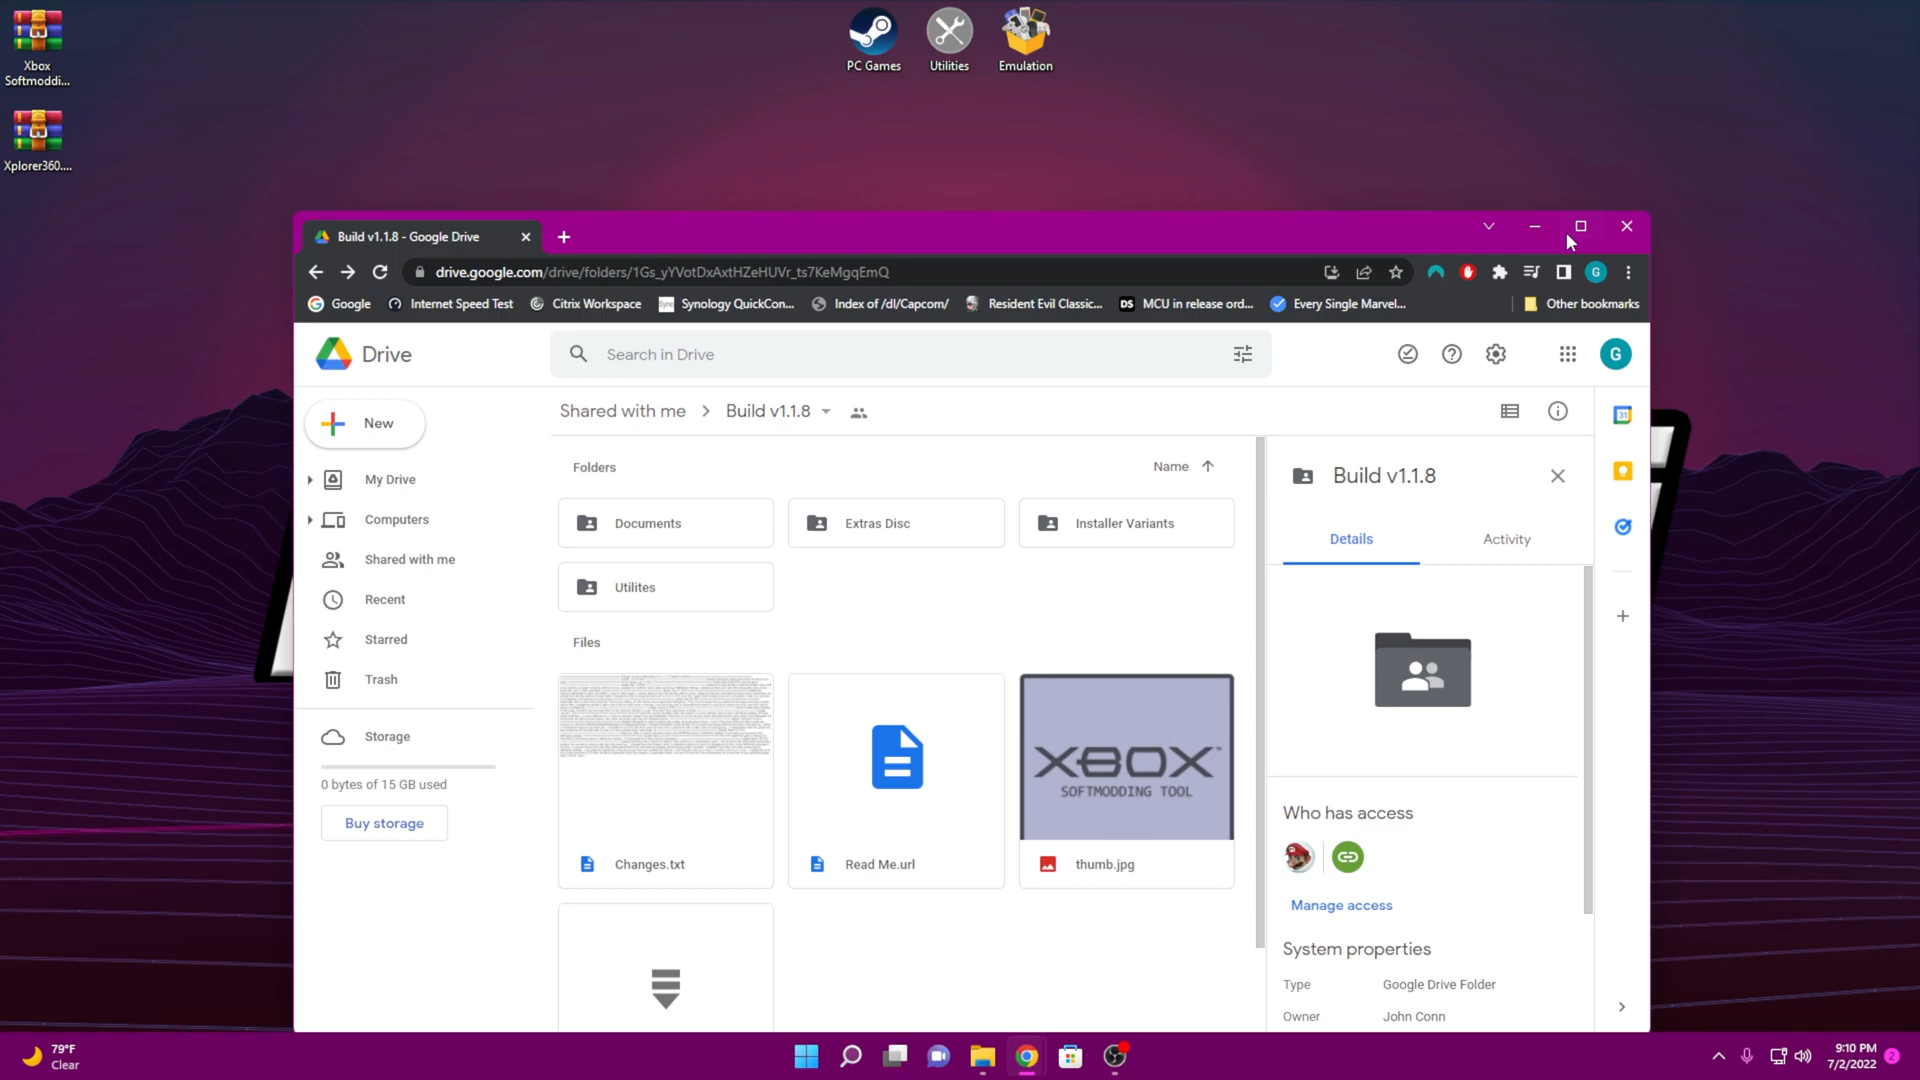 Xbox
Softmoddi...
Xplorer360....
PC Games
Utilities
Emulation
Build v1.1.8 - Google Drive
drive.google.com/drive/folders/1Gs_yYVotDxAxtHZeHUVr_ts7KeMgqEmQ
G
Google
Internet Speed Test
Citrix Workspace
Synology QuickCon...
Index of /dl/Capcom/
Resident Evil Classic...
DS
MCU in release ord...
Every Single Marvel...
Other bookmarks
Drive
Search in Drive
G
New
Shared with me
Build v1.1.8
31
My Drive
Computers
Shared with me
Recent
Starred
Trash
Storage
0 bytes of 15 GB used
Buy storage
Folders
Name
Documents
Extras Disc
Installer Variants
Utilites
Files
XBOX
SOFTMODDING TOOL
Changes.txt
Read Me.url
thumb.jpg
Build v1.1.8
Details
Activity
Who has access
Manage access
System properties
Type
Google Drive Folder
Owner
John Conn
79°F
Clear
9:10 PM
7/2/2022
2